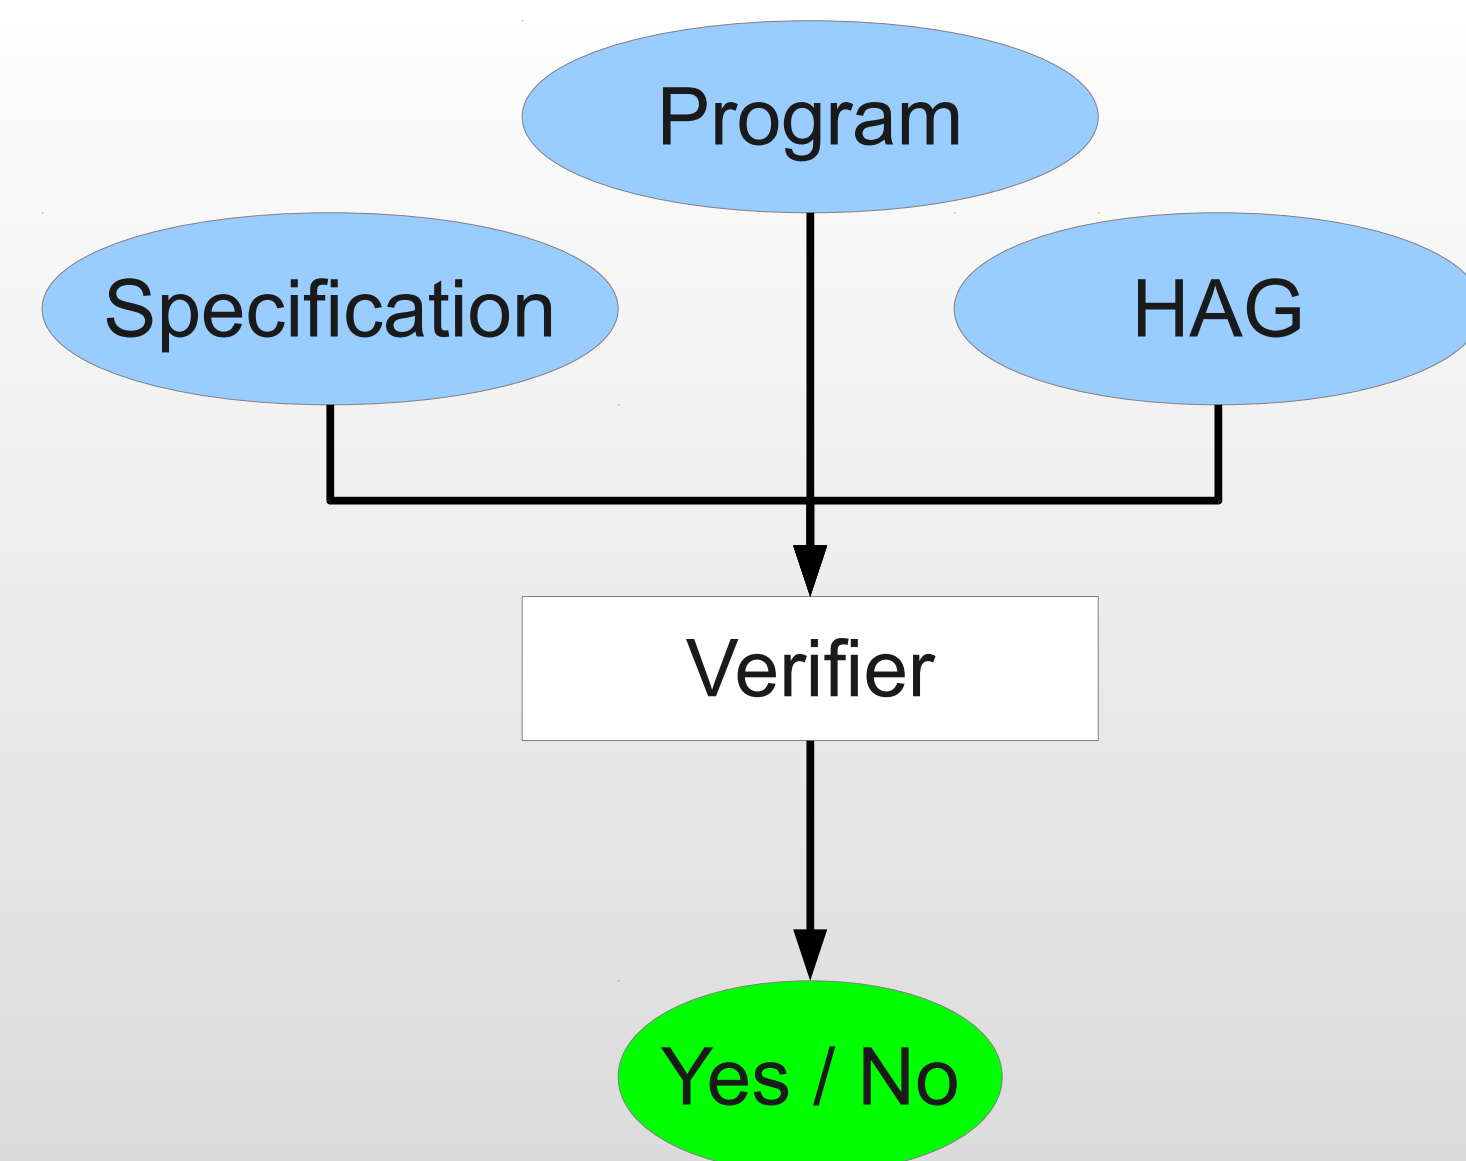 Program
Specification
HAG
Verifier
Yes / No